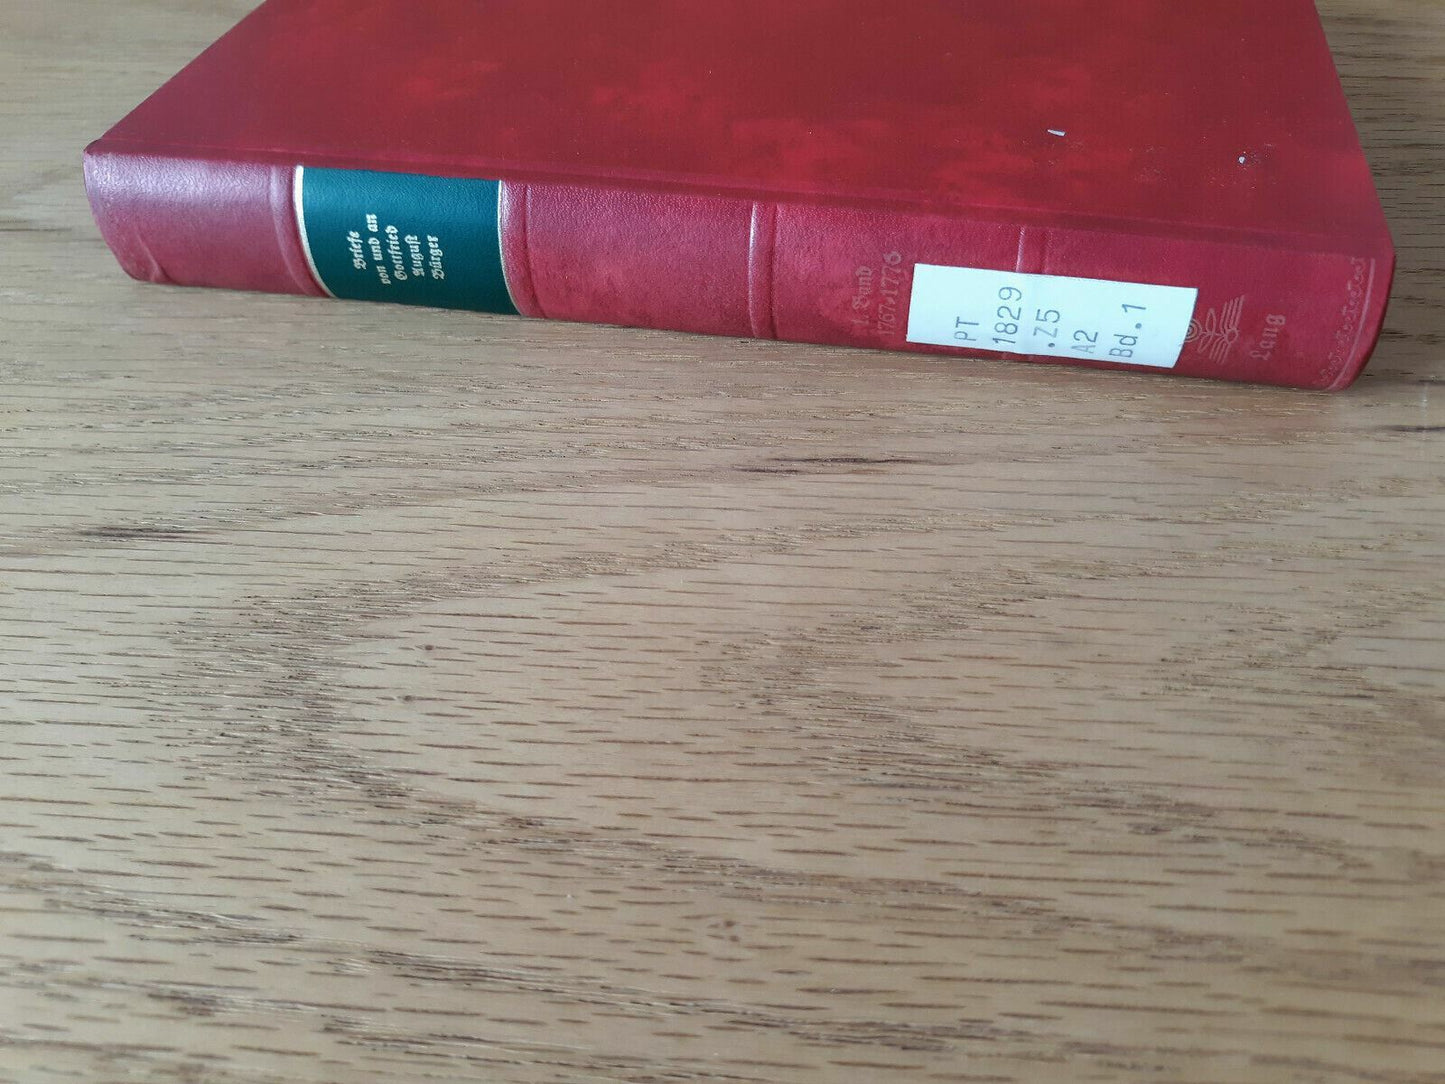 Briefe
von und an
Gottfried
August
Bürger
1. Band
1767-1776
PT
1829
.Z5
A2
Bd.1
Lang